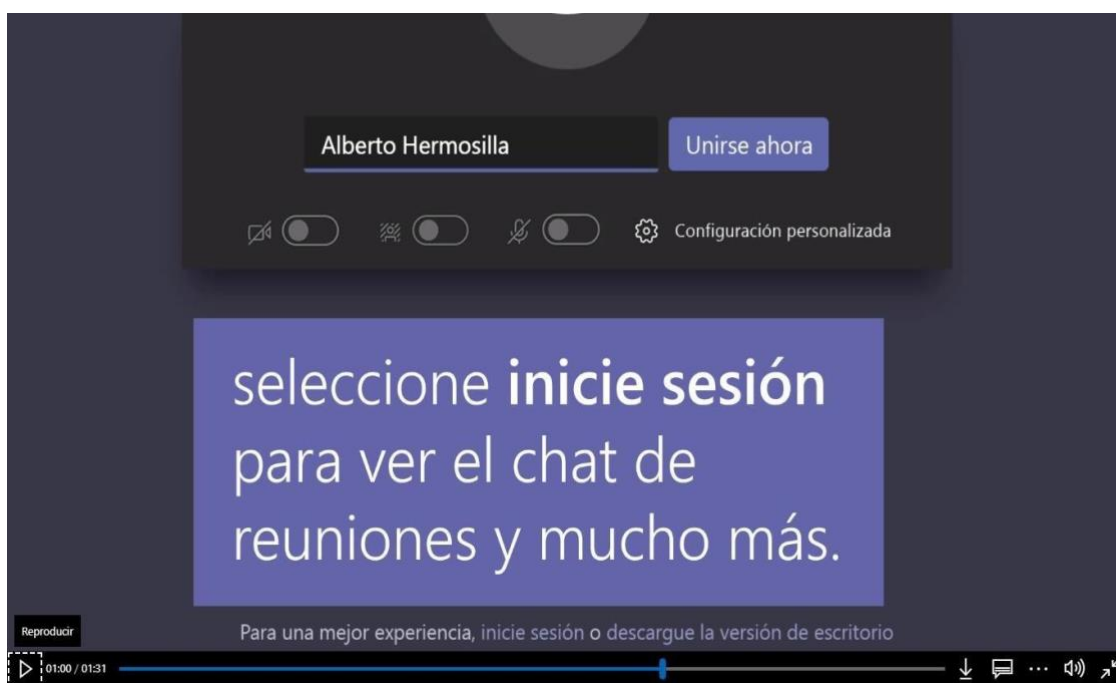 Alberto Hermosilla
Unirse ahora
Configuración personalizada
seleccione inicie sesión
para ver el chat de
reuniones y mucho más.
Para una mejor experiencia, inicie sesión o descargue la versión de escritorio
Reproducir
01:00 / 01:31